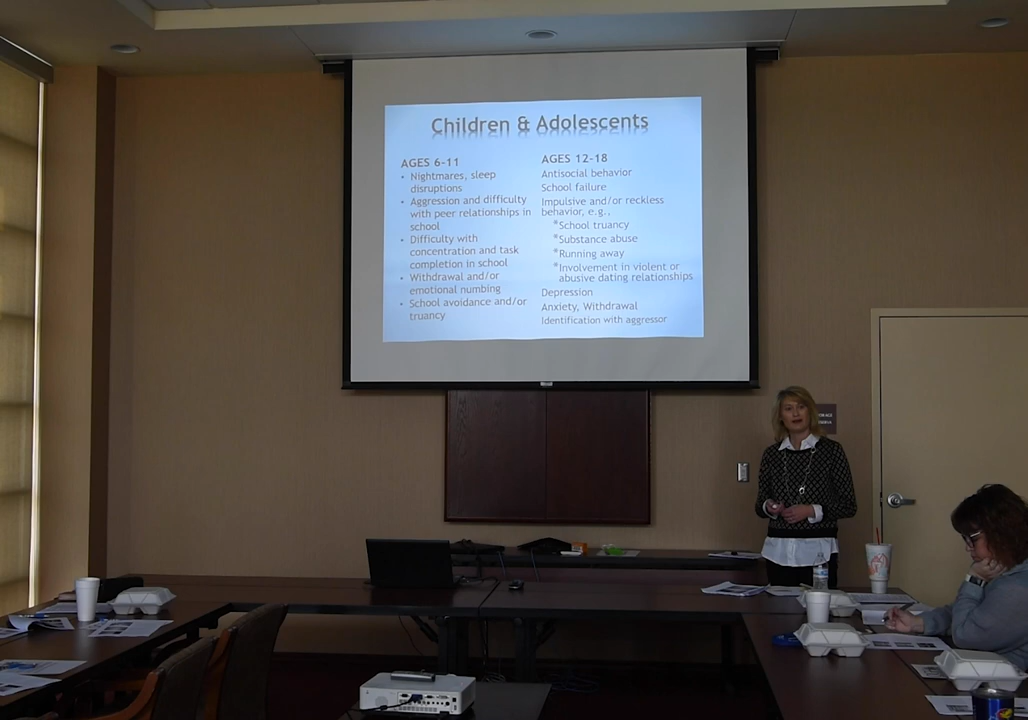 Children & Adolescents
AGES 6-11
• Nightmares, sleep
disruptions
• Aggression and difficulty
with peer relationships in
school
• Difficulty with
concentration and task
completion in school
• Withdrawal and/or
emotional numbing
• School avoidance and/or
truancy
AGES 12-18
Antisocial behavior
School failure
Impulsive and/or reckless
behavior, e.g.,
*School truancy
*Substance abuse
*Running away
*Involvement in violent or
abusive dating relationships
Depression
Anxiety, Withdrawal
Identification with aggressor